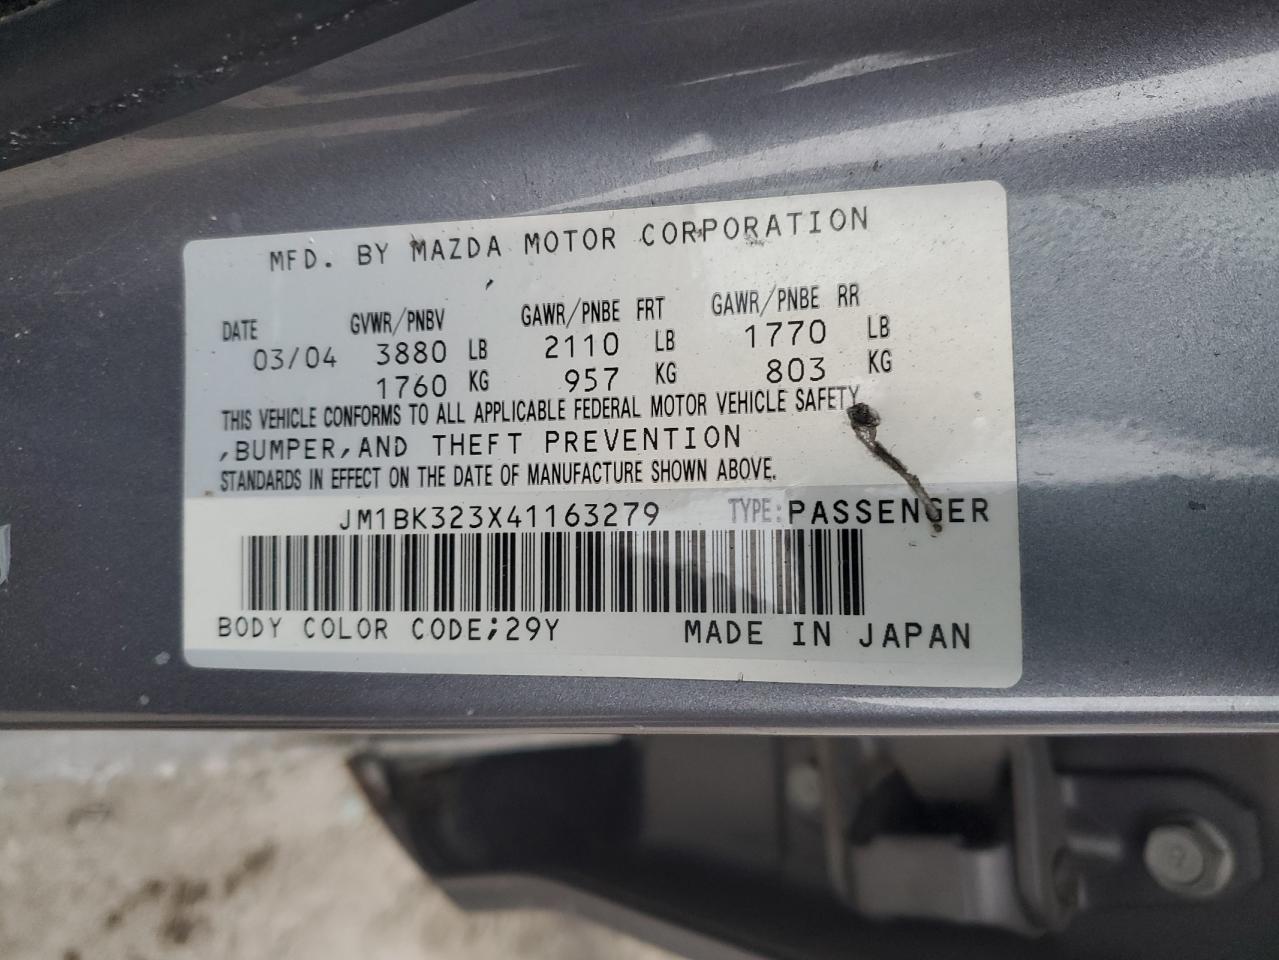 MFD. BY MAZDA MOTOR CORPORATION
DATE GVWR/PNBV GAWR/PNBE FRT GAWR/PNBE RR
03/04 3880 LB 2110 LB 1770 LB
1760 KG 957 KG 803 KG
THIS VEHICLE CONFORMS TO ALL APPLICABLE FEDERAL MOTOR VEHICLE SAFETY
,BUMPER,AND THEFT PREVENTION
STANDARDS IN EFFECT ON THE DATE OF MANUFACTURE SHOWN ABOVE.
JM1BK323X41163279 TYPE:PASSENGER
BODY COLOR CODE;29Y MADE IN JAPAN